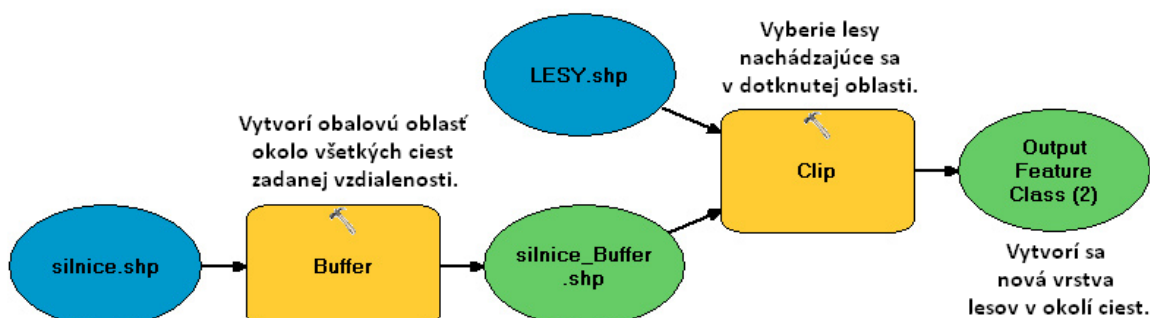 Vyberie lesy
nachádzajúce sa
v dotknutej oblasti.
LESY.shp
Vytvorí obalovú oblasť
okolo všetkých ciest
zadanej vzdialenosti.
Clip
Output
Feature
Class (2)
silnice.shp
Buffer
silnice_Buffer
.shp
Vytvorí sa
nová vrstva
lesov v okolí ciest.